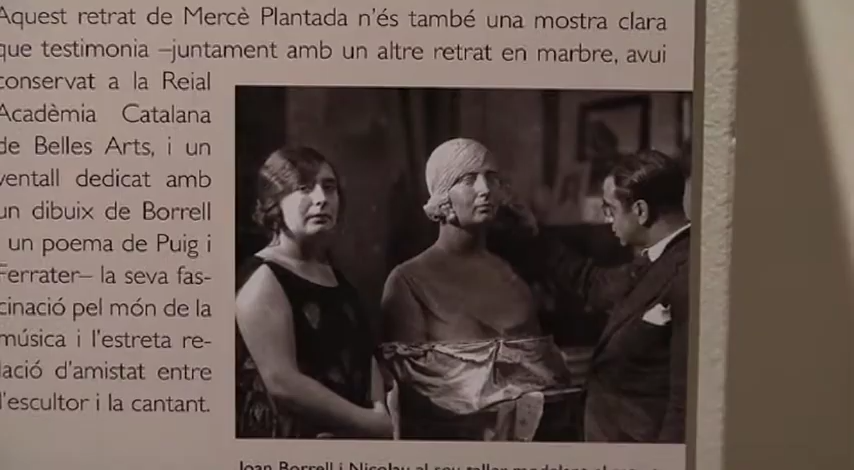 Aquest retrat de Mercè Plantada n'és també una mostra clara
que testimonia –juntament amb un altre retrat en marbre, avui
conservat a la Reial
Acadèmia Catalana
de Belles Arts, i un
ventall dedicat amb
un dibuix de Borrell
i un poema de Puig i
Ferrater– la seva fas-
cinació pel món de la
música i l'estreta re-
lació d'amistat entre
l'escultor i la cantant.
Joan Borrell i Nicolau al seu taller modelant el